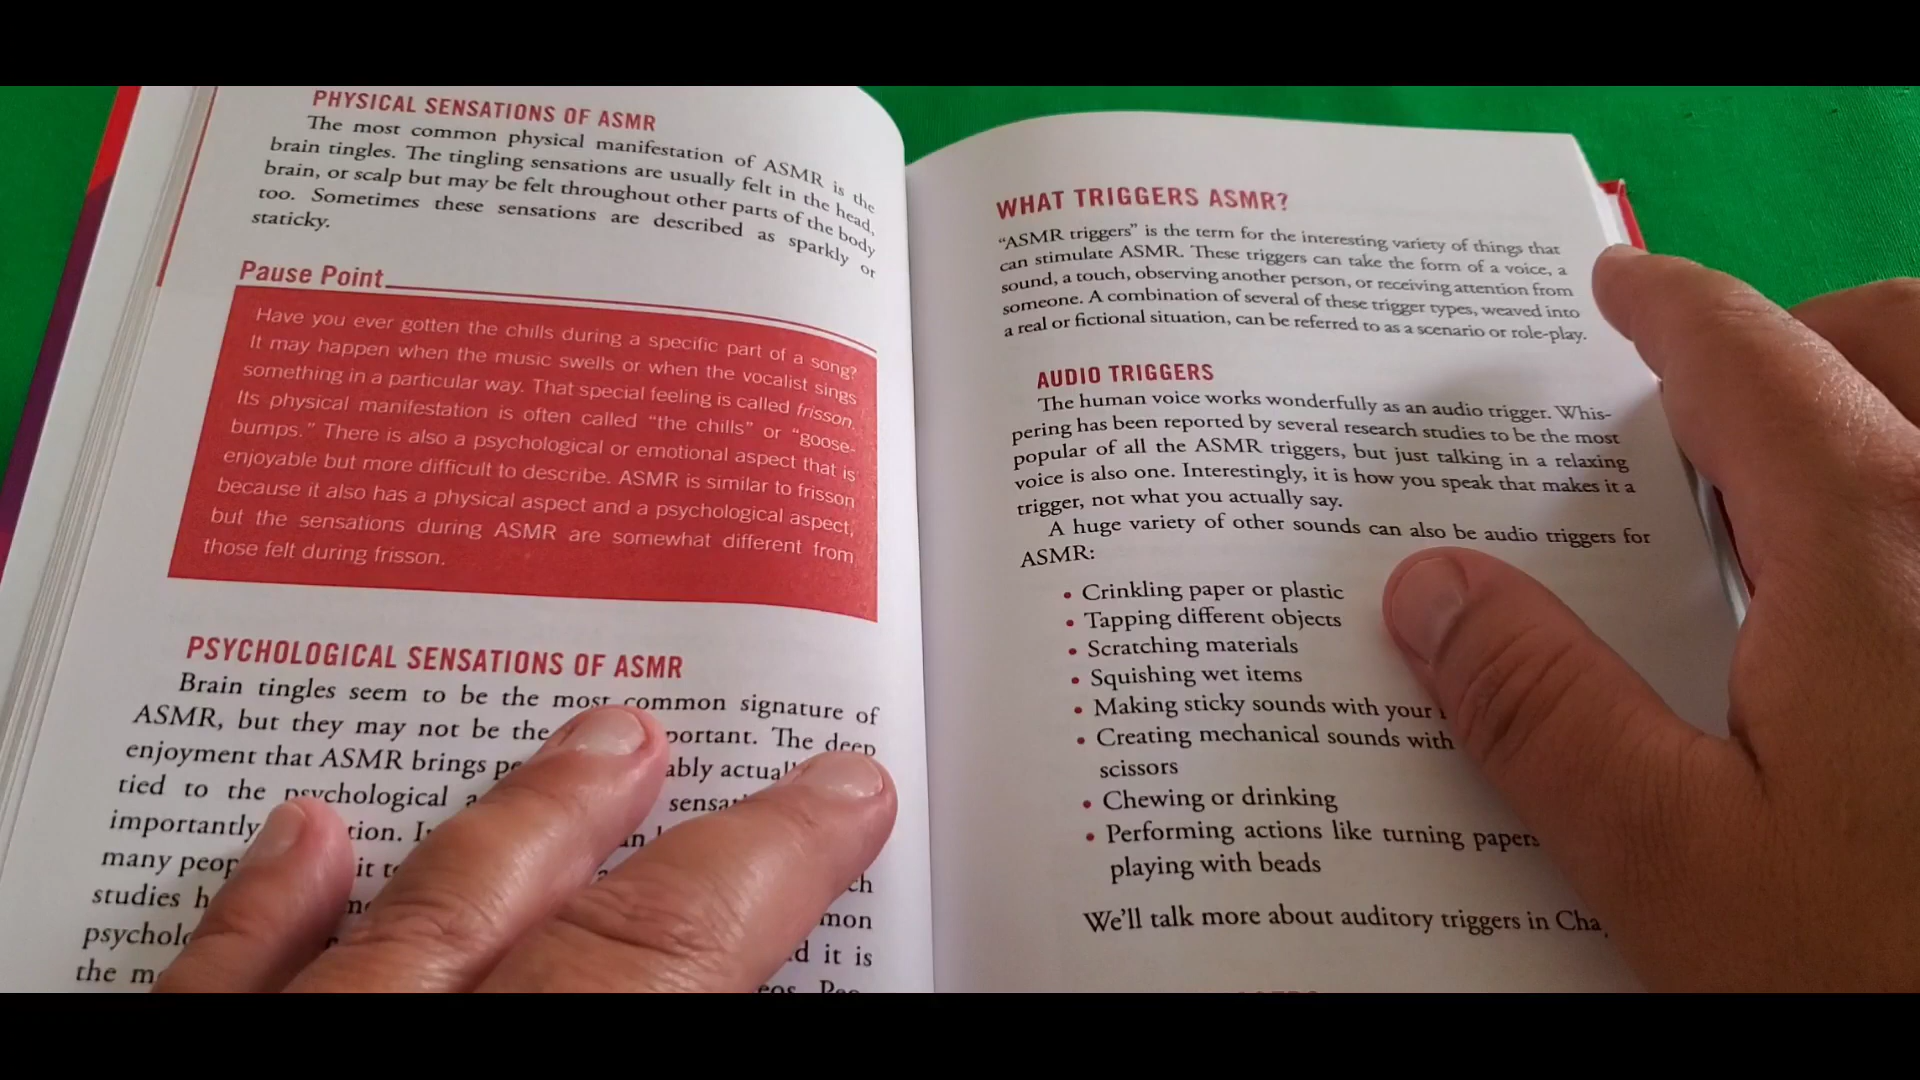 PHYSICAL SENSATIONS OF ASMR
The most common physical manifestation of ASMR is the
brain tingles. The tingling sensations are usually felt in the head,
brain, or scalp but may be felt throughout other parts of the body
too. Sometimes these sensations are described as sparkly or
staticky.
Pause Point
Have you ever gotten the chills during a specific part of a song?
It may happen when the music swells or when the vocalist sings
something in a particular way. That special feeling is called frisson.
Its physical manifestation is often called “the chills” or “goose-
bumps.” There is also a psychological or emotional aspect that is
enjoyable but more difficult to describe. ASMR is similar to frisson
because it also has a physical aspect and a psychological aspect,
but the sensations during ASMR are somewhat different from
those felt during frisson.
PSYCHOLOGICAL SENSATIONS OF ASMR
Brain tingles seem to be the most common signature of
ASMR, but they may not be the The deep
enjoyment that ASMR brings
tied to the psychological
importantly
many
studies
the
it is
WHAT TRIGGERS ASMR?
“ASMR triggers” is the term for the interesting variety of things that
can stimulate ASMR. These triggers can take the form of a voice, a
sound, a touch, observing another person, or receiving attention from
someone. A combination of several of these trigger types, weaved into
a real or fictional situation, can be referred to as a scenario or role-play.
AUDIO TRIGGERS
The human voice works wonderfully as an audio trigger. Whis-
pering has been reported by several research studies to be the most
popular of all the ASMR triggers, but just talking in a relaxing
voice is also one. Interestingly, it is how you speak that makes it a
trigger, not what you actually say.
A huge variety of other sounds can also be audio triggers for
ASMR:
• Crinkling paper or plastic
• Tapping different objects
• Scratching materials
• Squishing wet items
• Making sticky sounds with your
• Creating mechanical sounds with
scissors
• Chewing or drinking
• Performing actions like turning papers
playing with beads
We’ll talk more about auditory triggers in